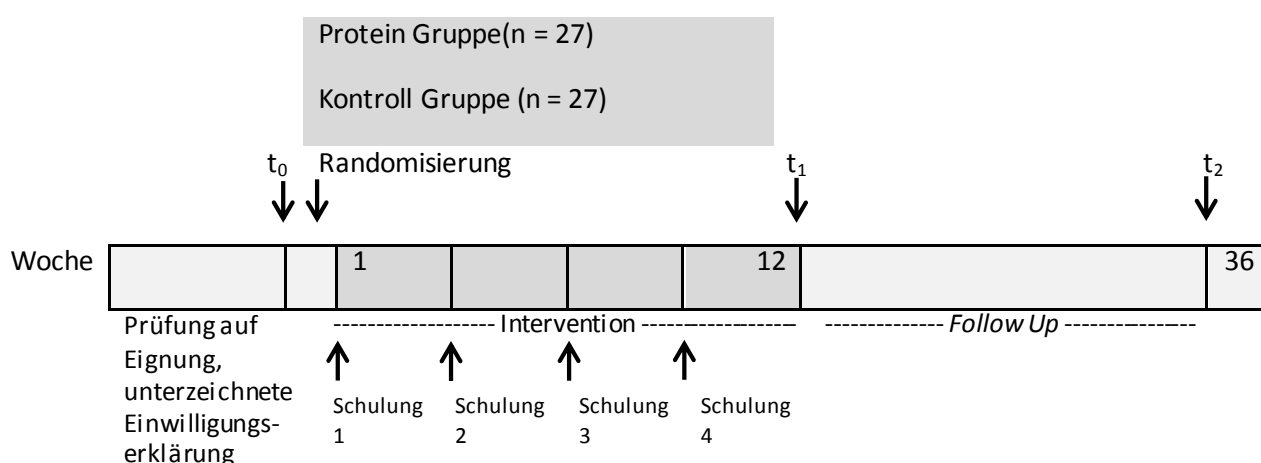 Protein Gruppe(n = 27)
Kontroll Gruppe (n = 27)
t₀ Randomisierung t₁ t₂
Woche 1 12 36
Prüfung auf
Eignung,
unterzeichnete
Einwilligungs-
erklärung
Intervention
Follow Up
Schulung
1
Schulung
2
Schulung
3
Schulung
4